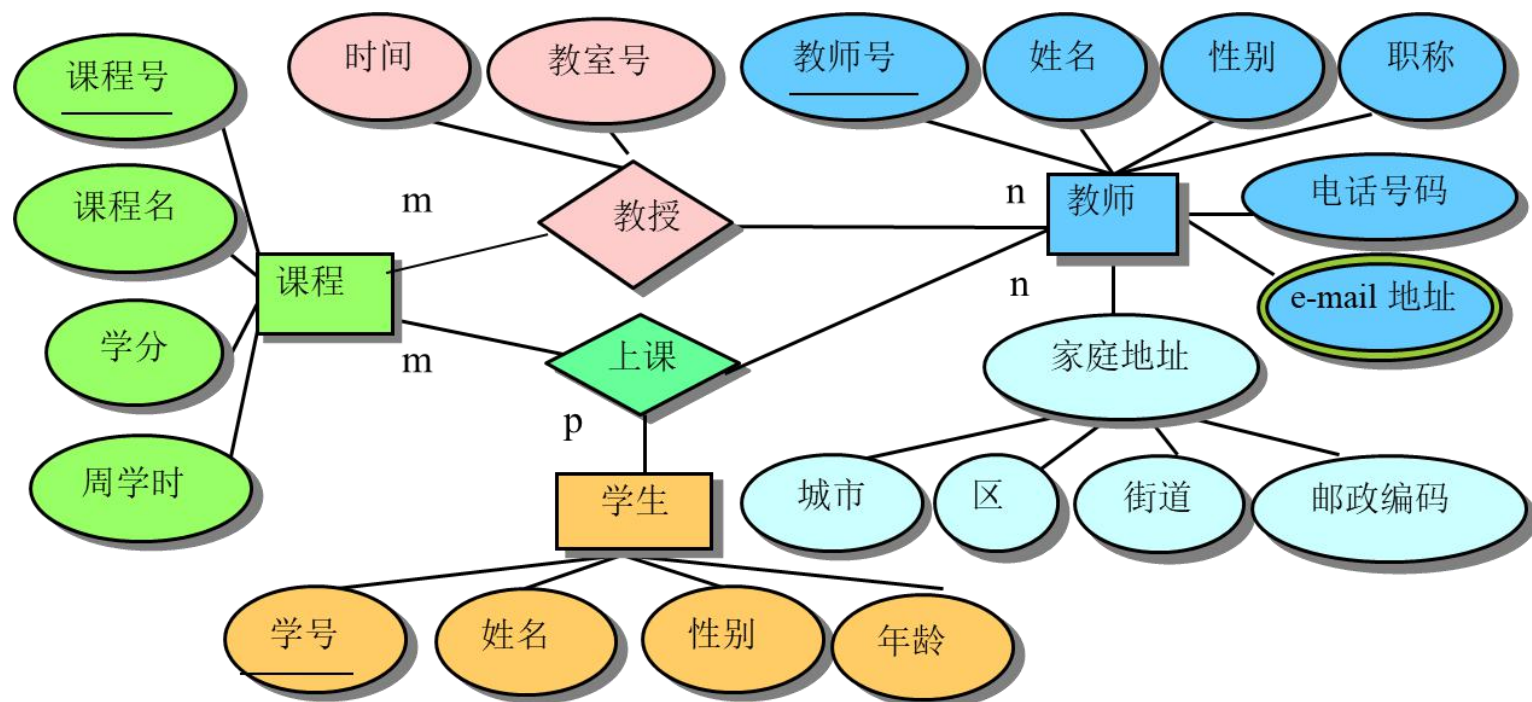 课程号
时间
教室号
教师号
姓名
性别
职称
课程名
m
教授
n
教师
电话号码
课程
n
e-mail 地址
学分
m
上课
家庭地址
p
周学时
学生
城市
区
街道
邮政编码
学号
姓名
性别
年龄